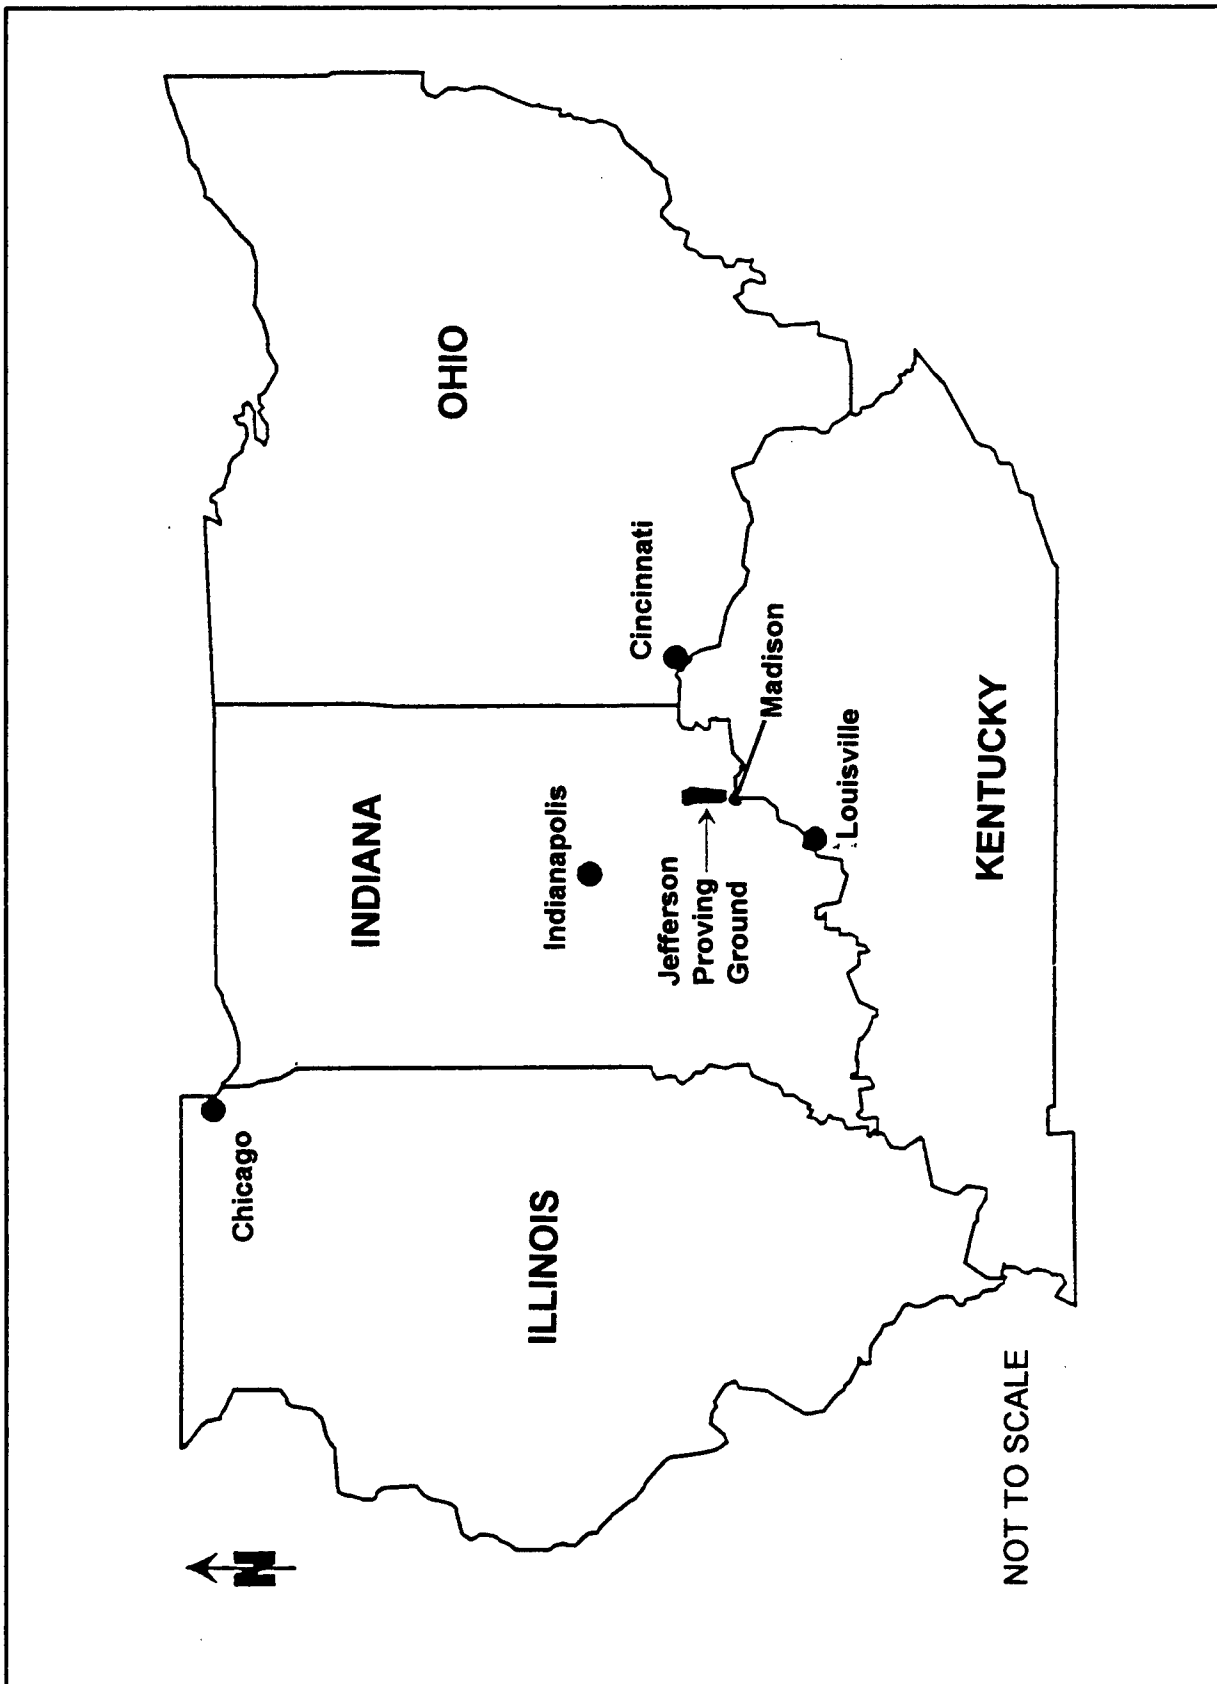 Chicago
INDIANA
OHIO
ILLINOIS
Indianapolis
Cincinnati
Jefferson
Proving
Ground
Madison
Louisville
KENTUCKY
N
NOT TO SCALE